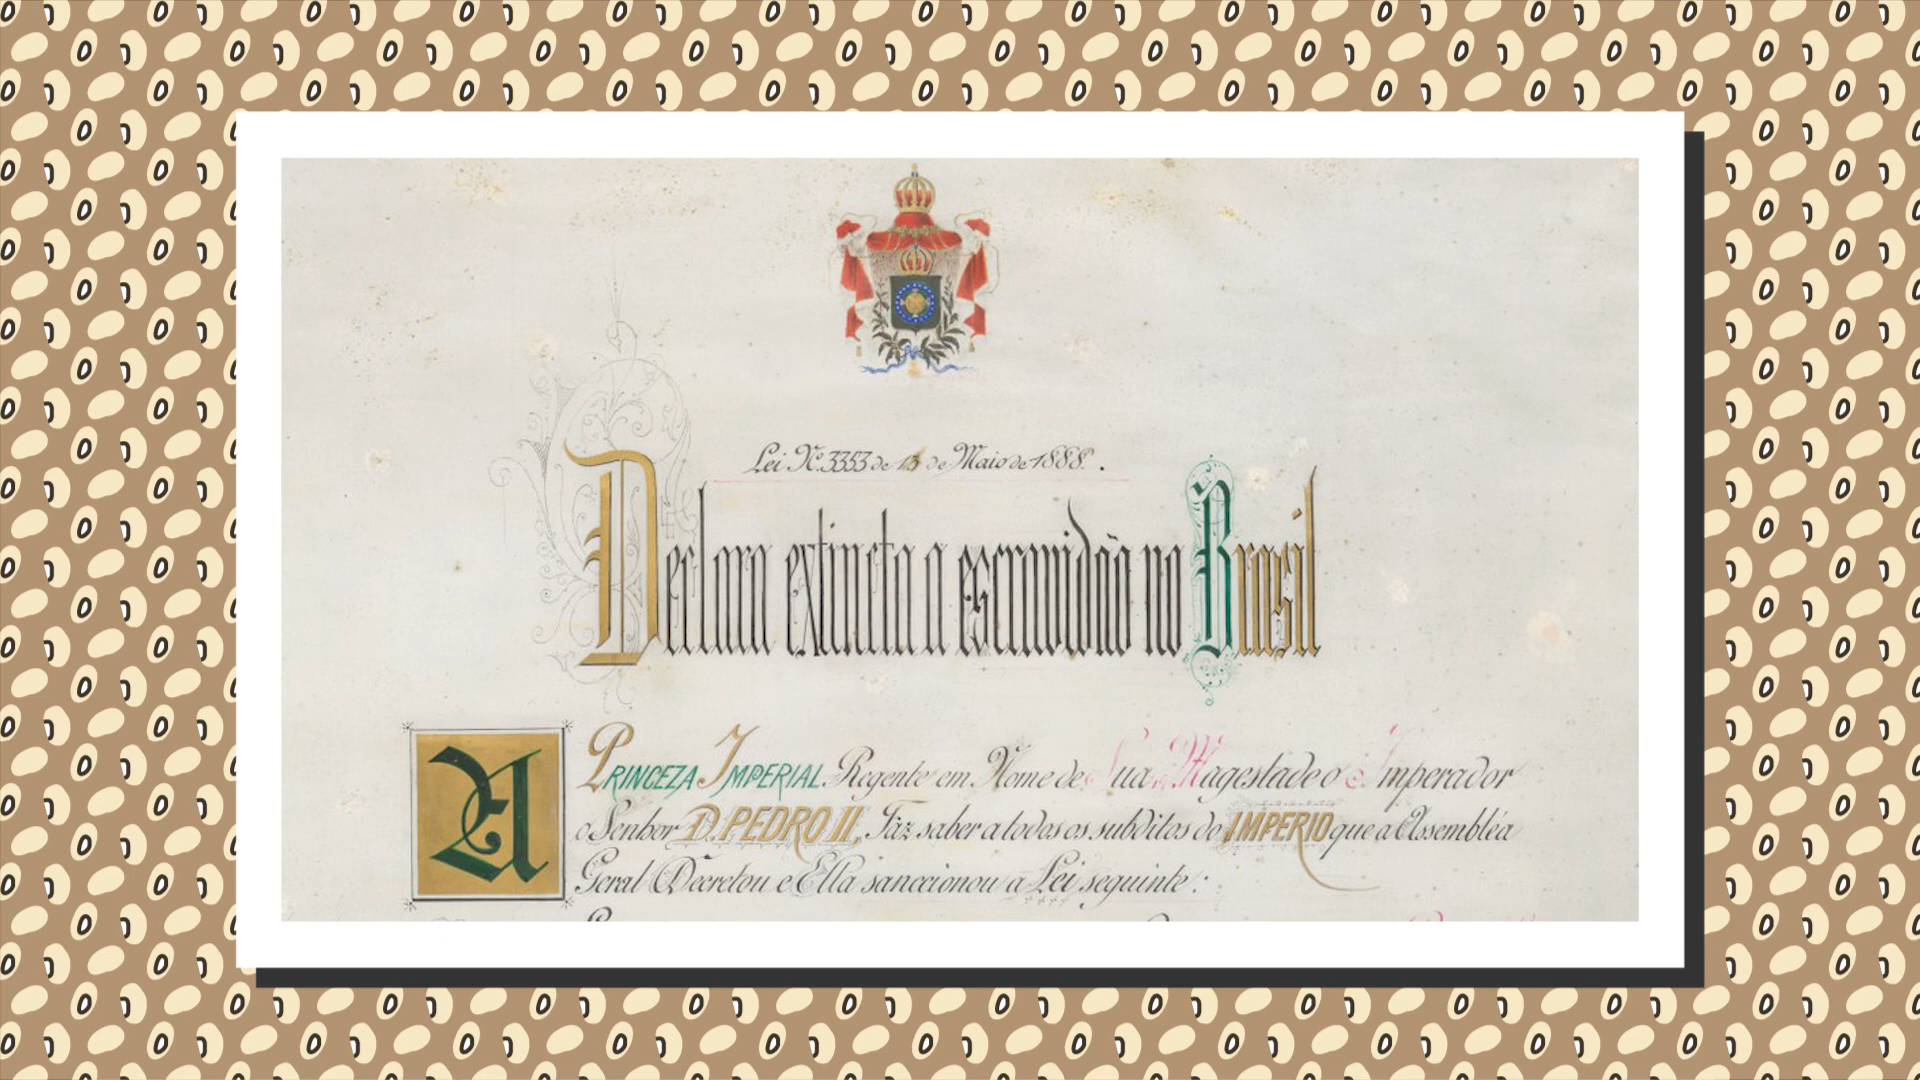 Lei Nº. 3353 de 13 de Maio de 1888.
Declara extincta a escravidão no Brasil
A PRINCEZA IMPERIAL Regente em Nome de Sua Magestade o Imperador
o Senhor D. PEDRO II, Faz saber a todos os subditos do IMPERIO que a Assembléa
Geral Decretou e Ella sanccionou a Lei seguinte: